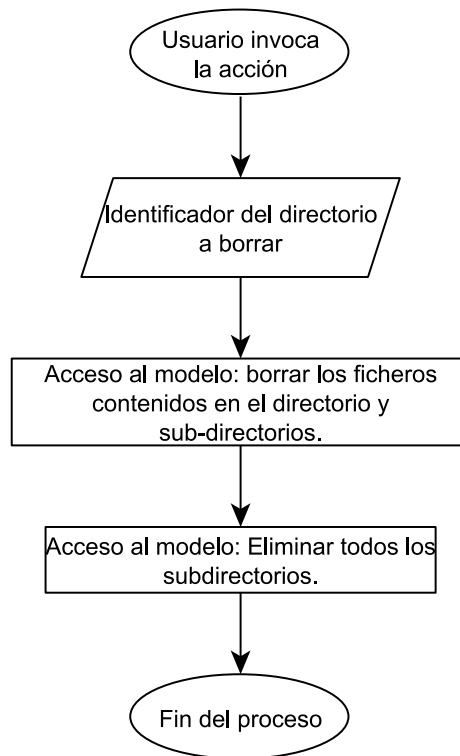 Usuario invoca
la acción
Identificador del directorio
a borrar
Acceso al modelo: borrar los ficheros
contenidos en el directorio y
sub-directorios.
Acceso al modelo: Eliminar todos los
subdirectorios.
Fin del proceso